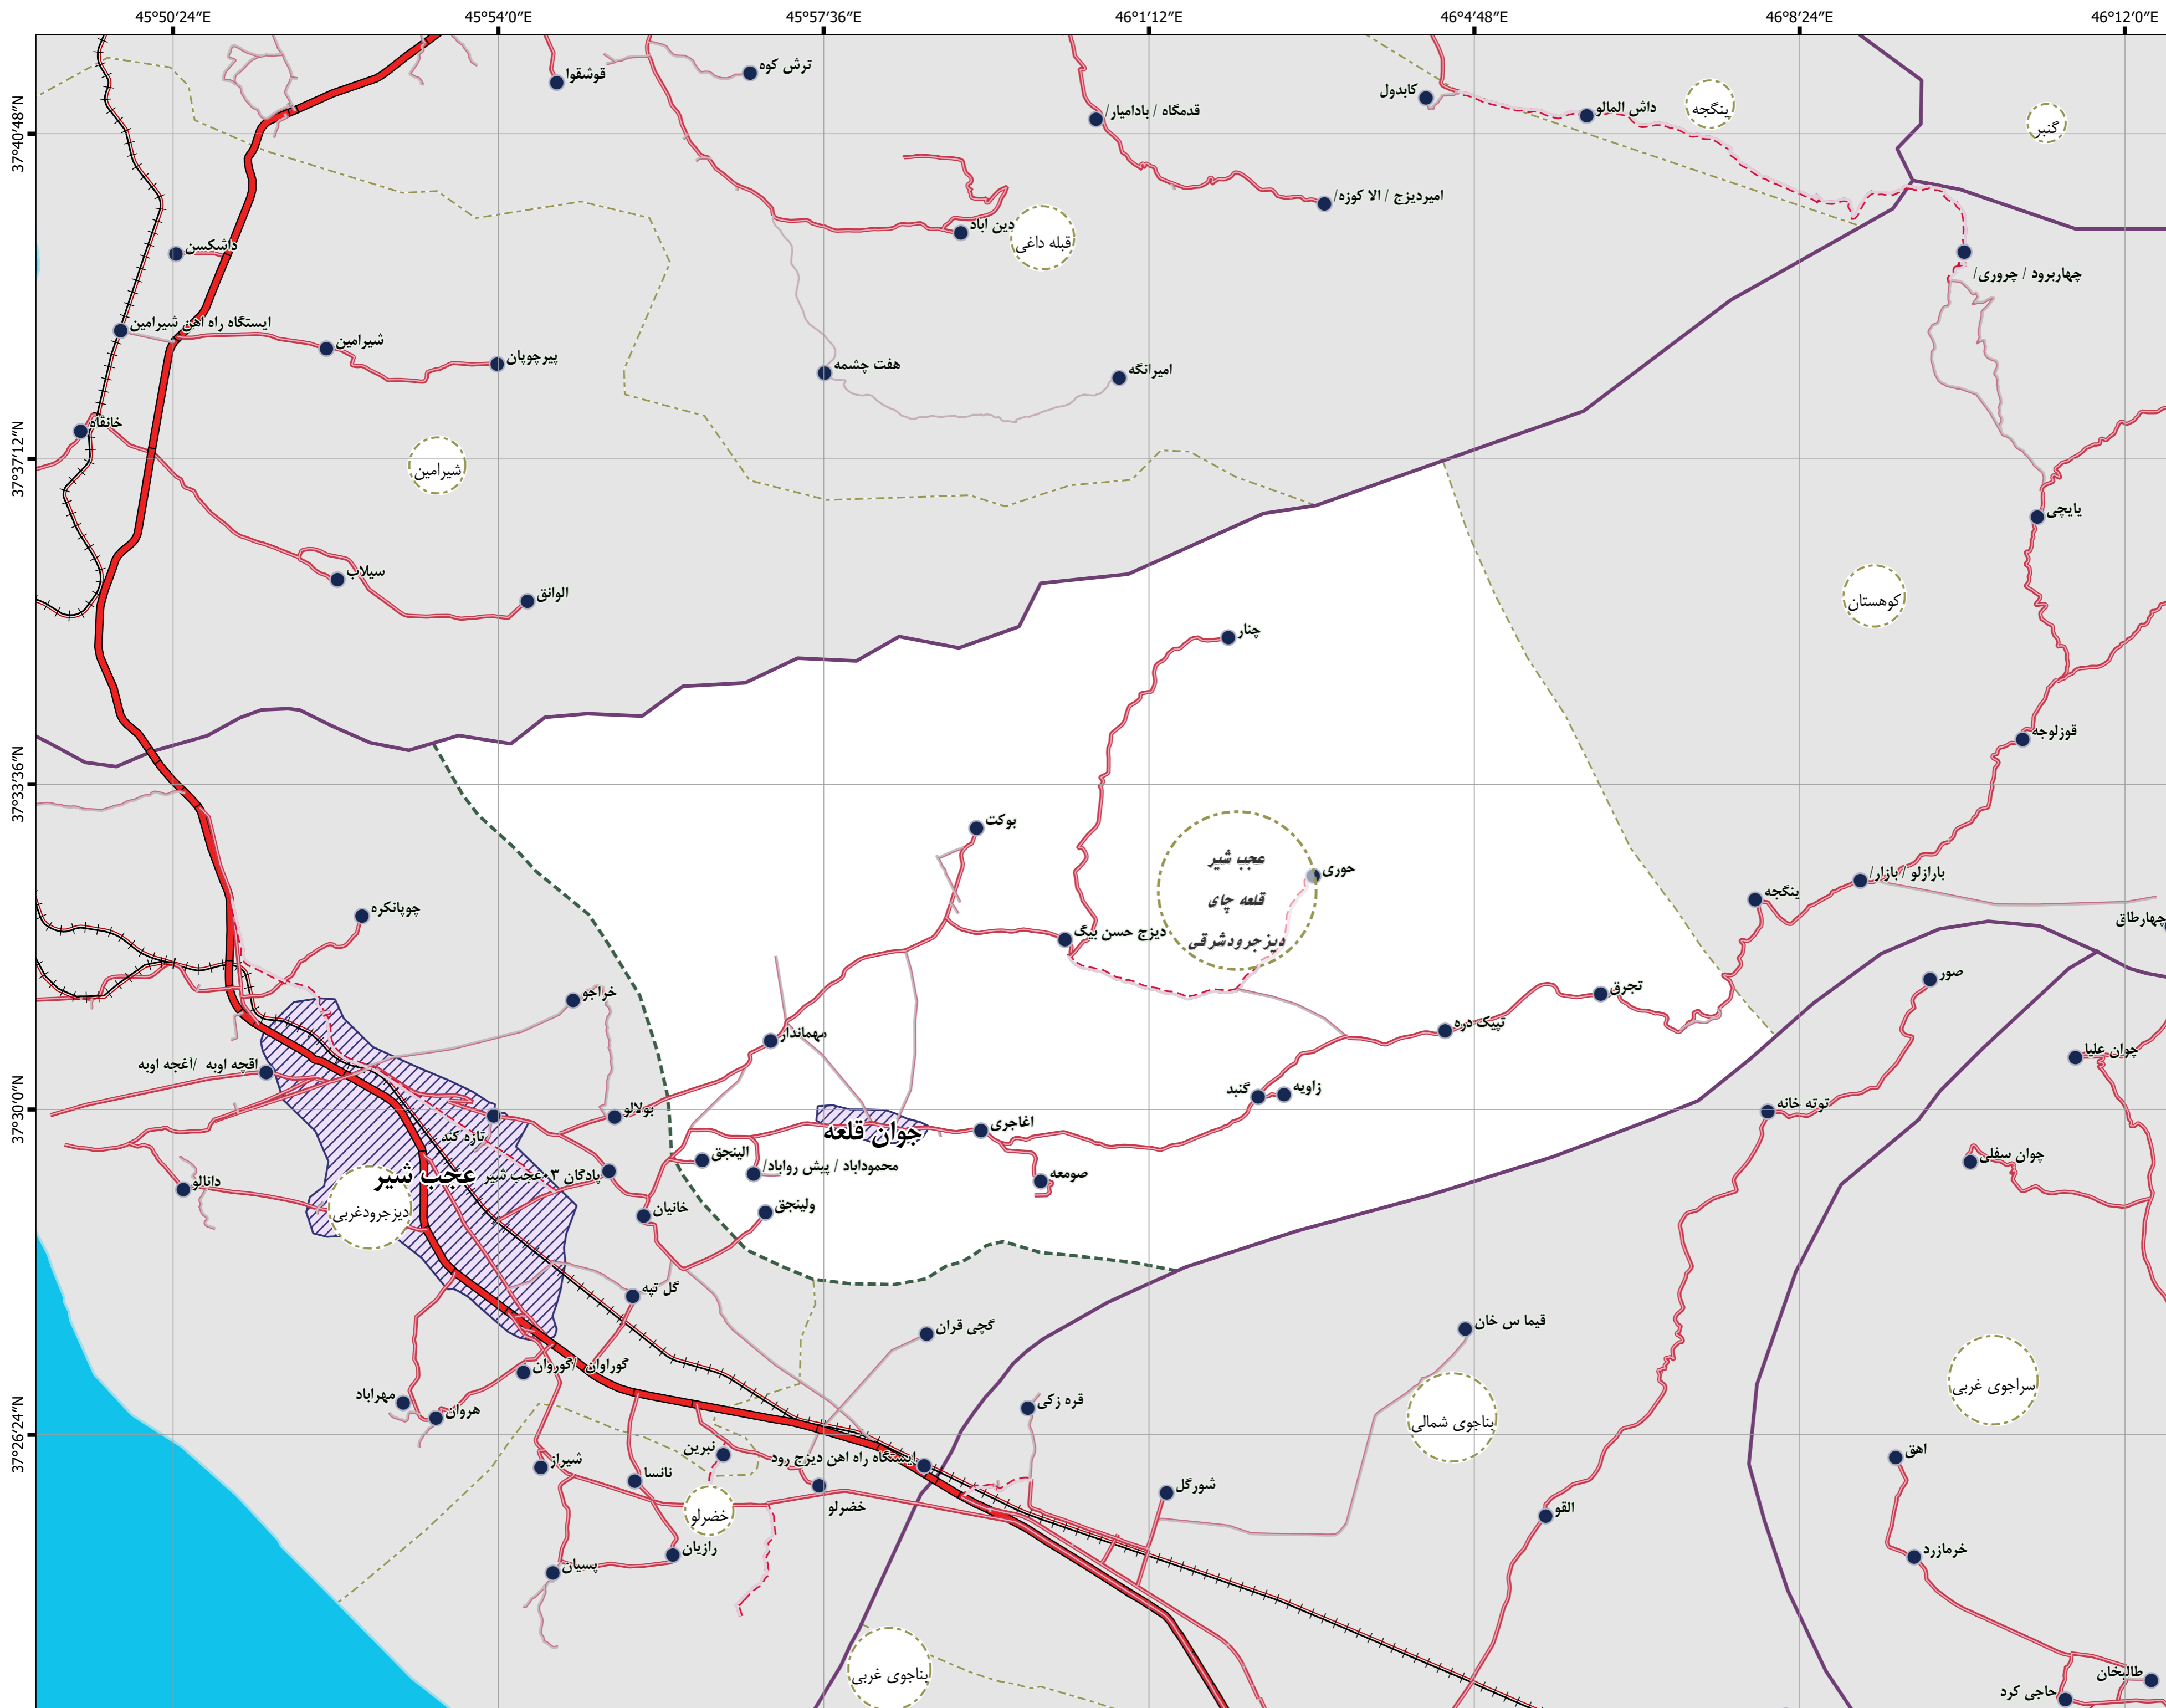 45°50'24"E
45°54'0"E
45°57'36"E
46°1'12"E
46°4'48"E
46°8'24"E
46°12'0"E
37°40'48"N
37°37'12"N
37°33'36"N
37°30'0"N
37°26'24"N
قوشقوا
ترش کوه
کابدول
داش المالو
ینگجه
گنبر
قدمگاه / بادامیار/
امیردیزج / الا کوزه/
دین اباد
قبله داغی
داشکسن
چهاربرود / چروری/
ایستگاه راه اهن شیرامین
شیرامین
پیرچوپان
هفت چشمه
امیرانگه
خانقاه
شیرامین
یایچی
سیلاب
الوانق
کوهستان
چنار
قوزلوجه
بوکت
عجب شیر
قلعه چای
دیزجرودشرقی
حوری
بارازلو / بازار/
ینگجه
چهارطاق
چوپانکره
دیزج حسن بیگ
صور
تجرق
خراجو
مهماندار
تپیک دره
چوان علیا
اقچه اوبه /اغجه اوبه
زاویه
گنبد
بولالو
توته خانه
تازه کند
جوان قلعه
اغاجری
الینجق
محموداباد / پیش رواباد/
صومعه
چوان سفلی
عجب شیر
پادگان ۰۳عجب شیر
دانالو
دیزجرودغربی
خانیان
ولینجق
گل تپه
گچی قران
قیما س خان
گوراوان /گوروان
مهراباد
هروان
قره زکی
سراجوی غربی
بناجوی شمالی
نبرین
ایستگاه راه اهن دیزج رود
شیراز
نانسا
خضرلو
خضرلو
شورگل
القو
اهق
رازیان
پسیان
خرمازرد
بناجوی غربی
طالبخان
حاجی کرد